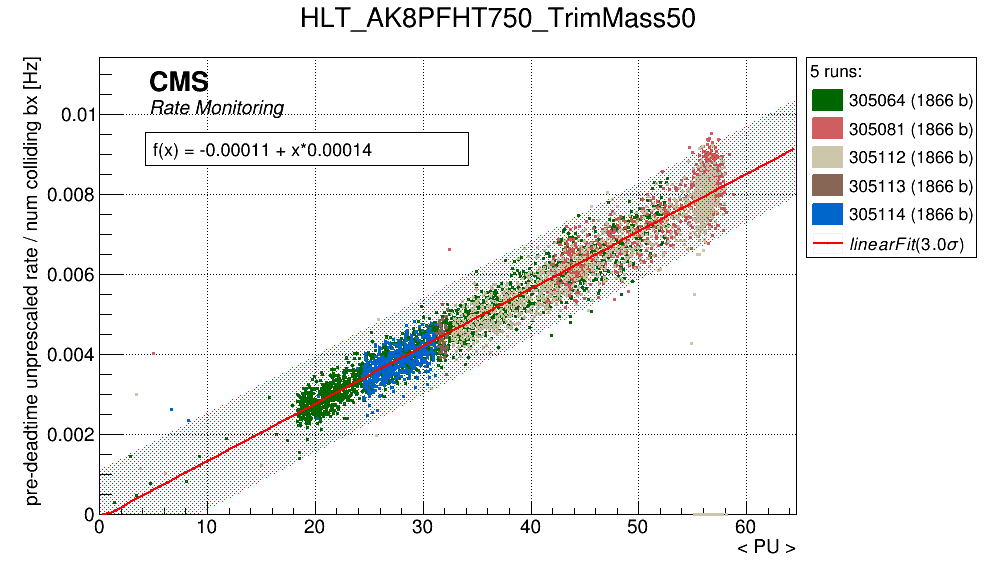 HLT_AK8PFHT750_TrimMass50
pre-deadtime unprescaled rate / num colliding bx [Hz]
CMS
Rate Monitoring
f(x) = -0.00011 + x*0.00014
0.01
0.008
0.006
0.004
0.002
0
0 10 20 30 40 50 60
< PU >
5 runs:
305064 (1866 b)
305081 (1866 b)
305112 (1866 b)
305113 (1866 b)
305114 (1866 b)
linearFit(3.0σ)